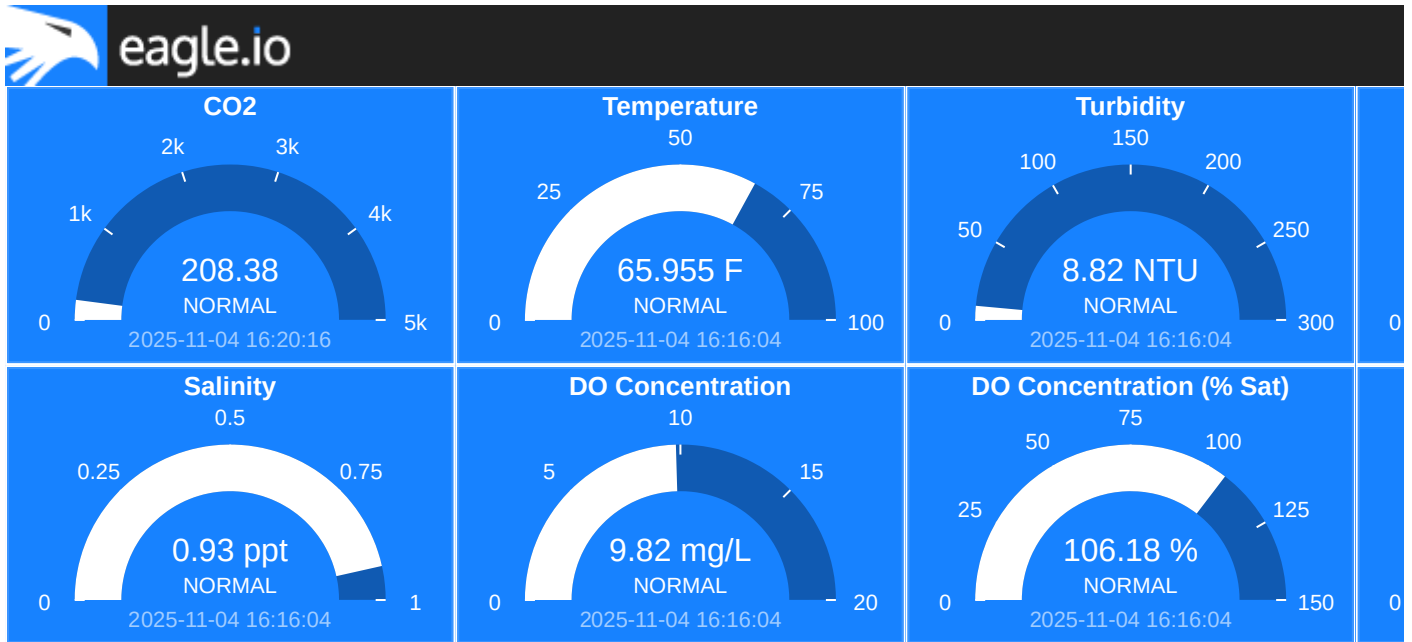 eagle.io
CO2
2k 3k
1k 4k
0 5k
208.38
NORMAL
2025-11-04 16:20:16
Temperature
50
25 75
0 100
65.955 F
NORMAL
2025-11-04 16:16:04
Turbidity
150
100 200
50 250
0 300
8.82 NTU
NORMAL
2025-11-04 16:16:04
0
Salinity
0.5
0.25 0.75
0 1
0.93 ppt
NORMAL
2025-11-04 16:16:04
DO Concentration
10
5 15
0 20
9.82 mg/L
NORMAL
2025-11-04 16:16:04
DO Concentration (% Sat)
75
50 100
25 125
0 150
106.18 %
NORMAL
2025-11-04 16:16:04
0